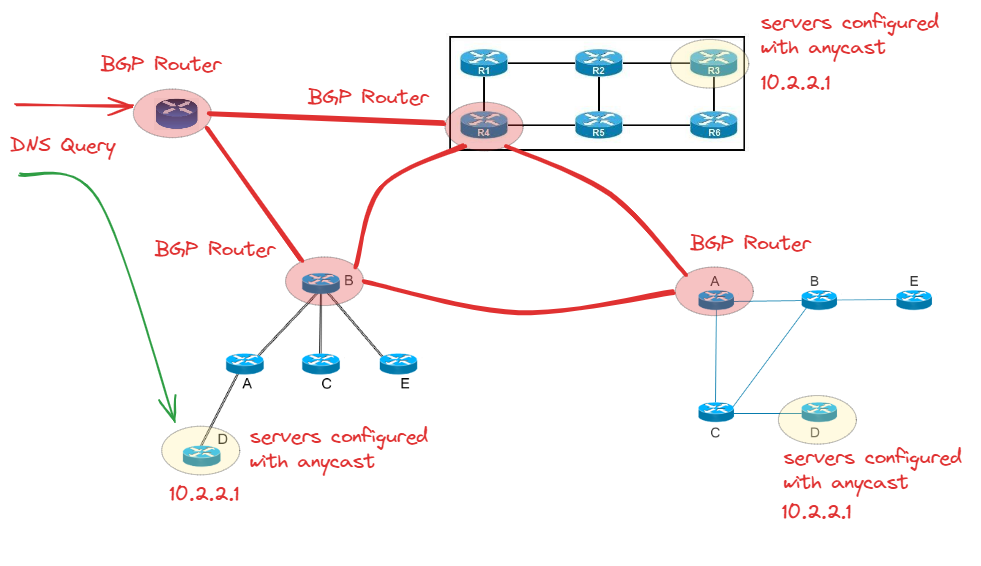 servers configured
with anycast
10.2.2.1
BGP Router
BGP Router
R1
R2
R3
R4
R5
R6
DNS Query
BGP Router
B
A
C
E
D
servers configured
with anycast
10.2.2.1
BGP Router
A
B
E
C
D
servers configured
with anycast
10.2.2.1